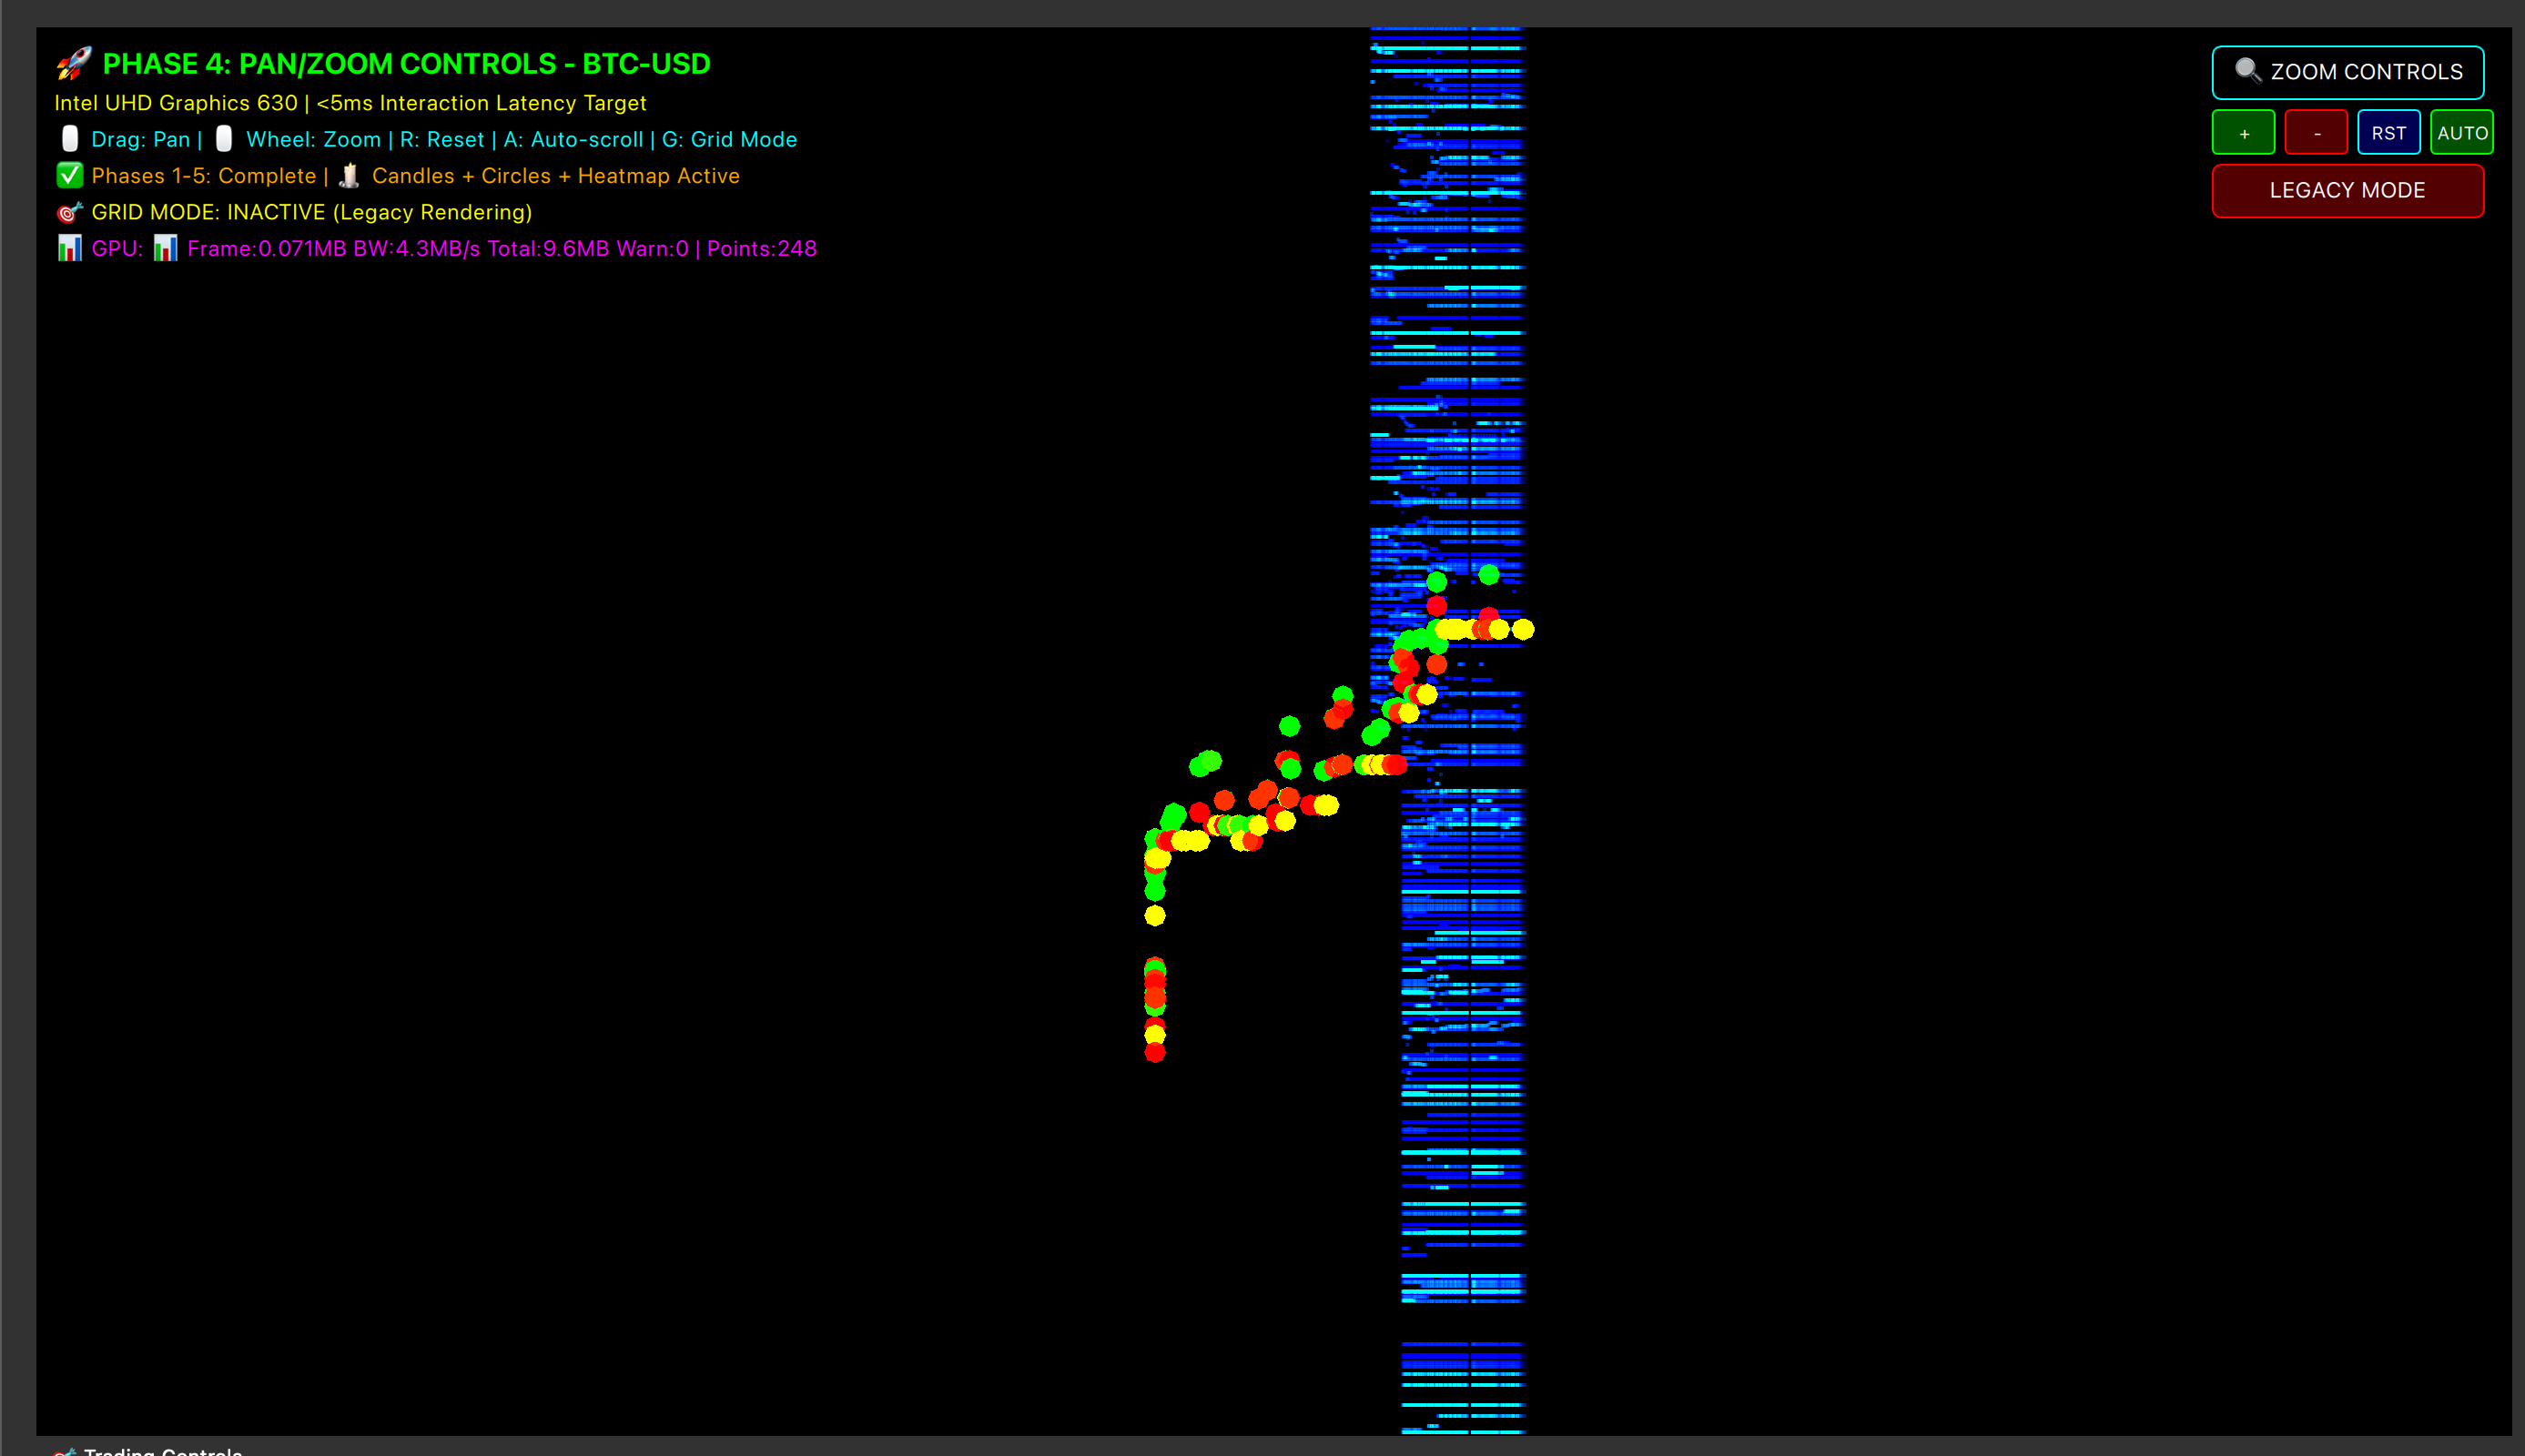 🚀 PHASE 4: PAN/ZOOM CONTROLS - BTC-USD
Intel UHD Graphics 630 | <5ms Interaction Latency Target
Drag: Pan | Wheel: Zoom | R: Reset | A: Auto-scroll | G: Grid Mode
✅ Phases 1-5: Complete | 🕯️ Candles + Circles + Heatmap Active
🎯 GRID MODE: INACTIVE (Legacy Rendering)
📊 GPU: 📊 Frame:0.071MB BW:4.3MB/s Total:9.6MB Warn:0 | Points:248
🔍 ZOOM CONTROLS
+ - RST AUTO
LEGACY MODE
🎯 Trading Controls